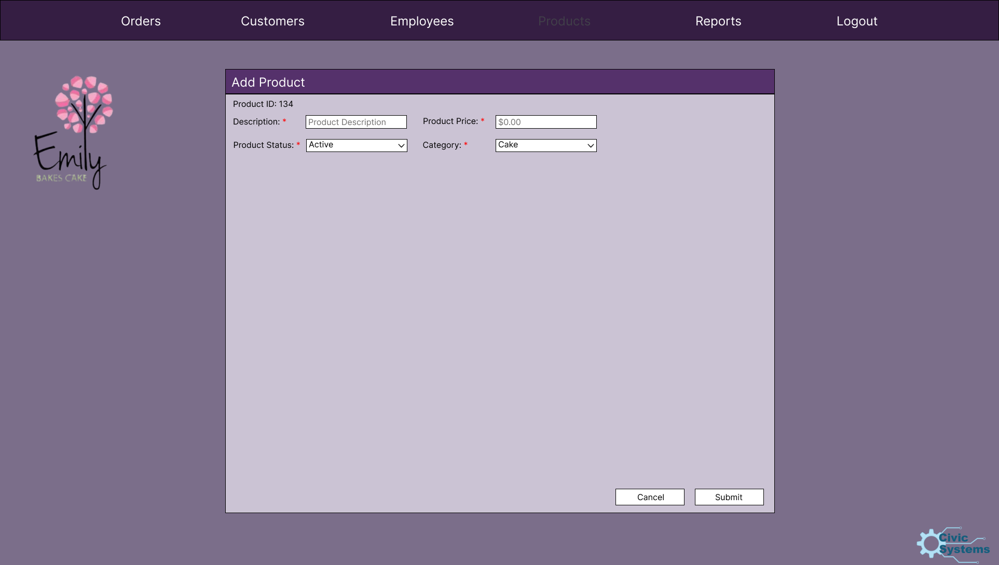 Orders Customers Employees Products Reports Logout
Emily
BAKES CAKE
Add Product
Product ID: 134
Description: * Product Description Product Price: * $0.00
Product Status: * Active Category: * Cake
Cancel Submit
Civic
Systems